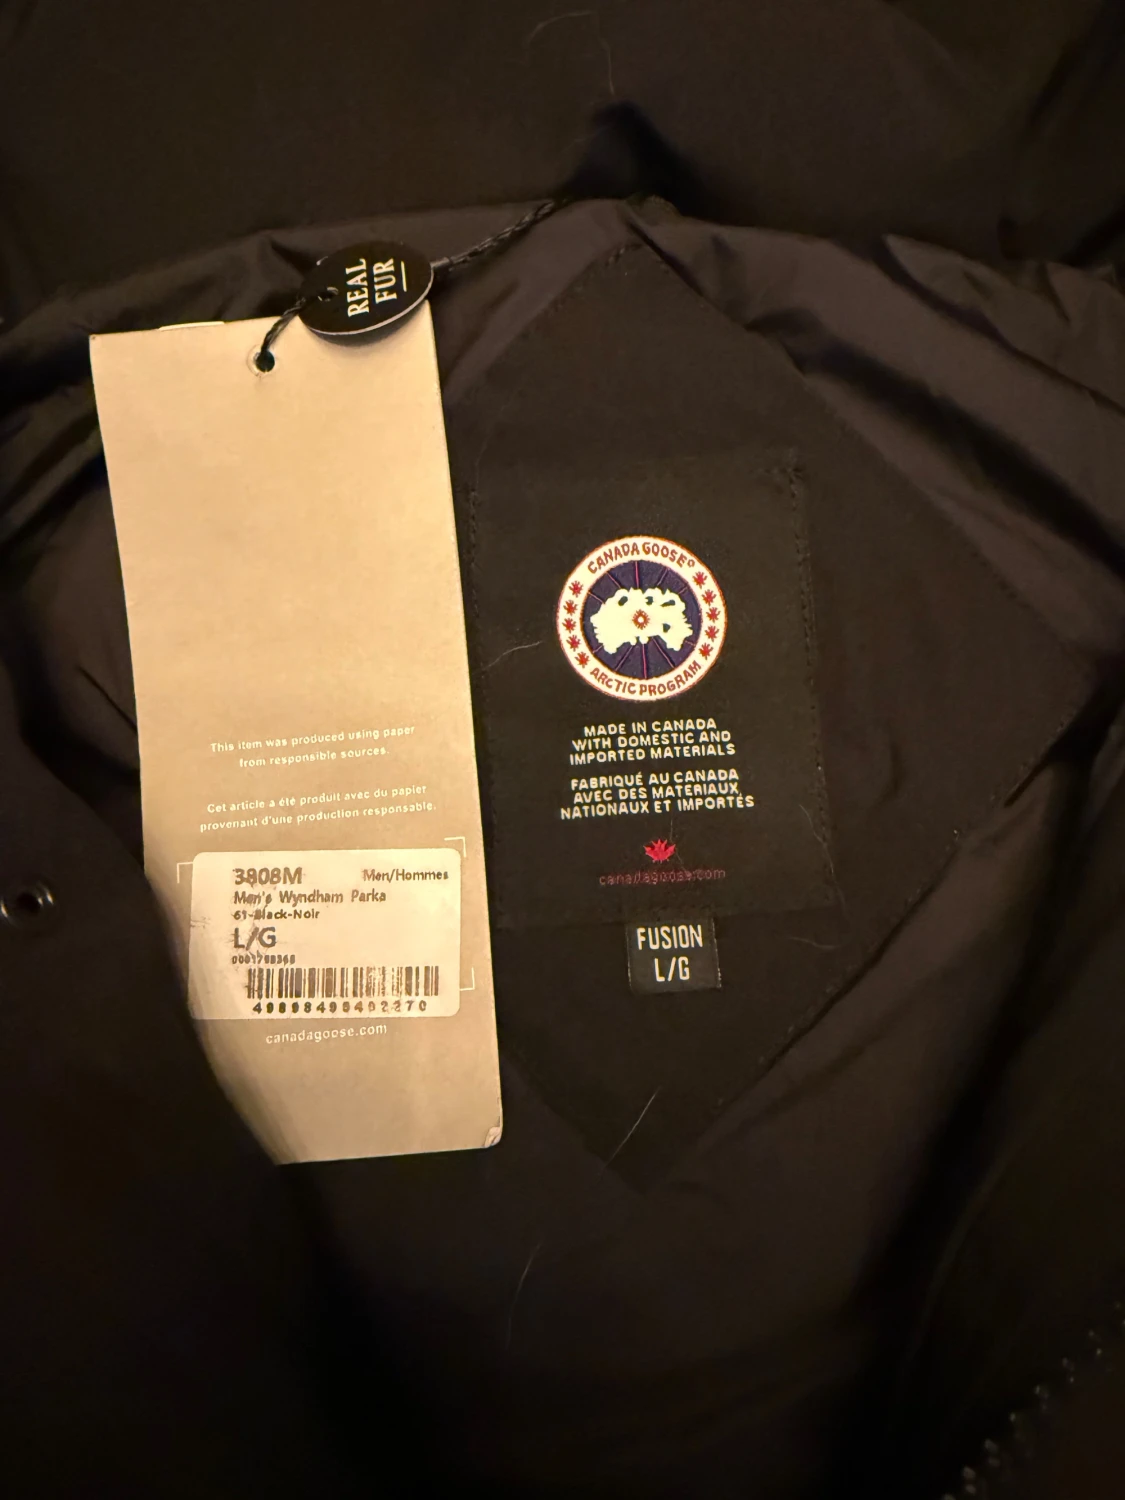 REAL
FUR
This item was produced using paper
from responsible sources.
Cet article a été produit avec du papier
provenant d'une production responsable.
3808M Men/Hommes
Men's Wyndham Parka
61-Black-Noir
L/G
canadagoose.com
CANADA GOOSE®
ARCTIC PROGRAM
MADE IN CANADA
WITH DOMESTIC AND
IMPORTED MATERIALS
FABRIQUÉ AU CANADA
AVEC DES MATERIAUX
NATIONAUX ET IMPORTÉS
canadagoose.com
FUSION
L/G